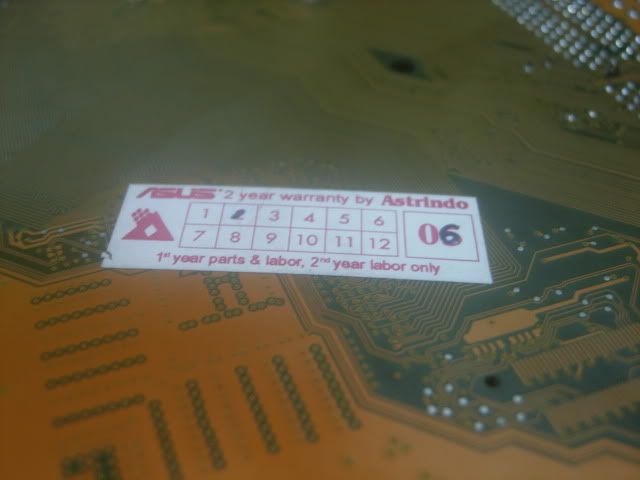 ASUS 2 year warranty by Astrindo
1 2 3 4 5 6
7 8 9 10 11 12
06
1st year parts & labor, 2nd year labor only